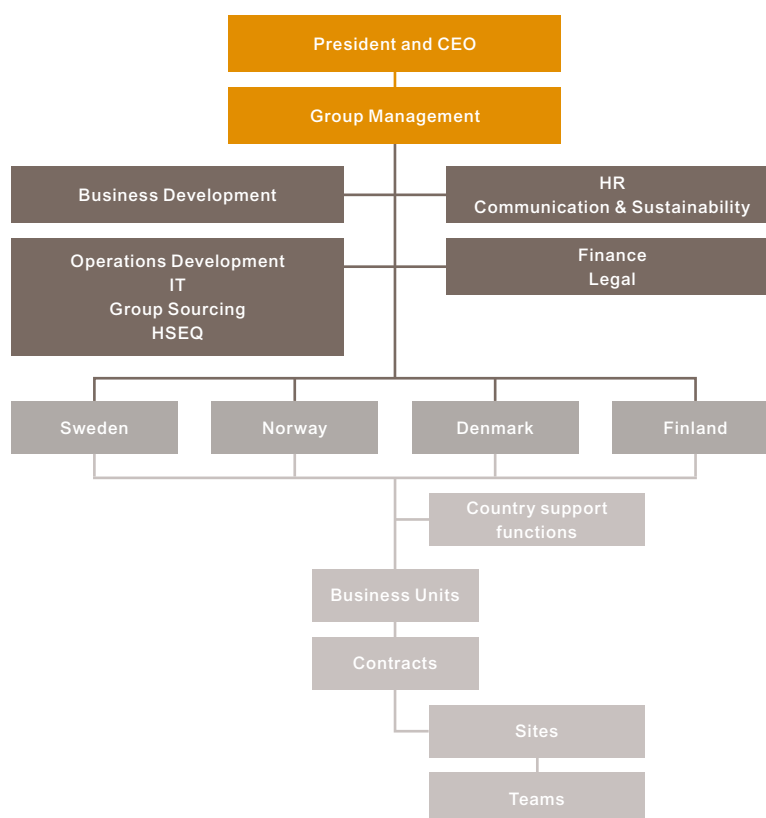 President and CEO
Group Management
Business Development
HR
Communication & Sustainability
Operations Development
IT
Group Sourcing
HSEQ
Finance
Legal
Sweden
Norway
Denmark
Finland
Country support
functions
Business Units
Contracts
Sites
Teams